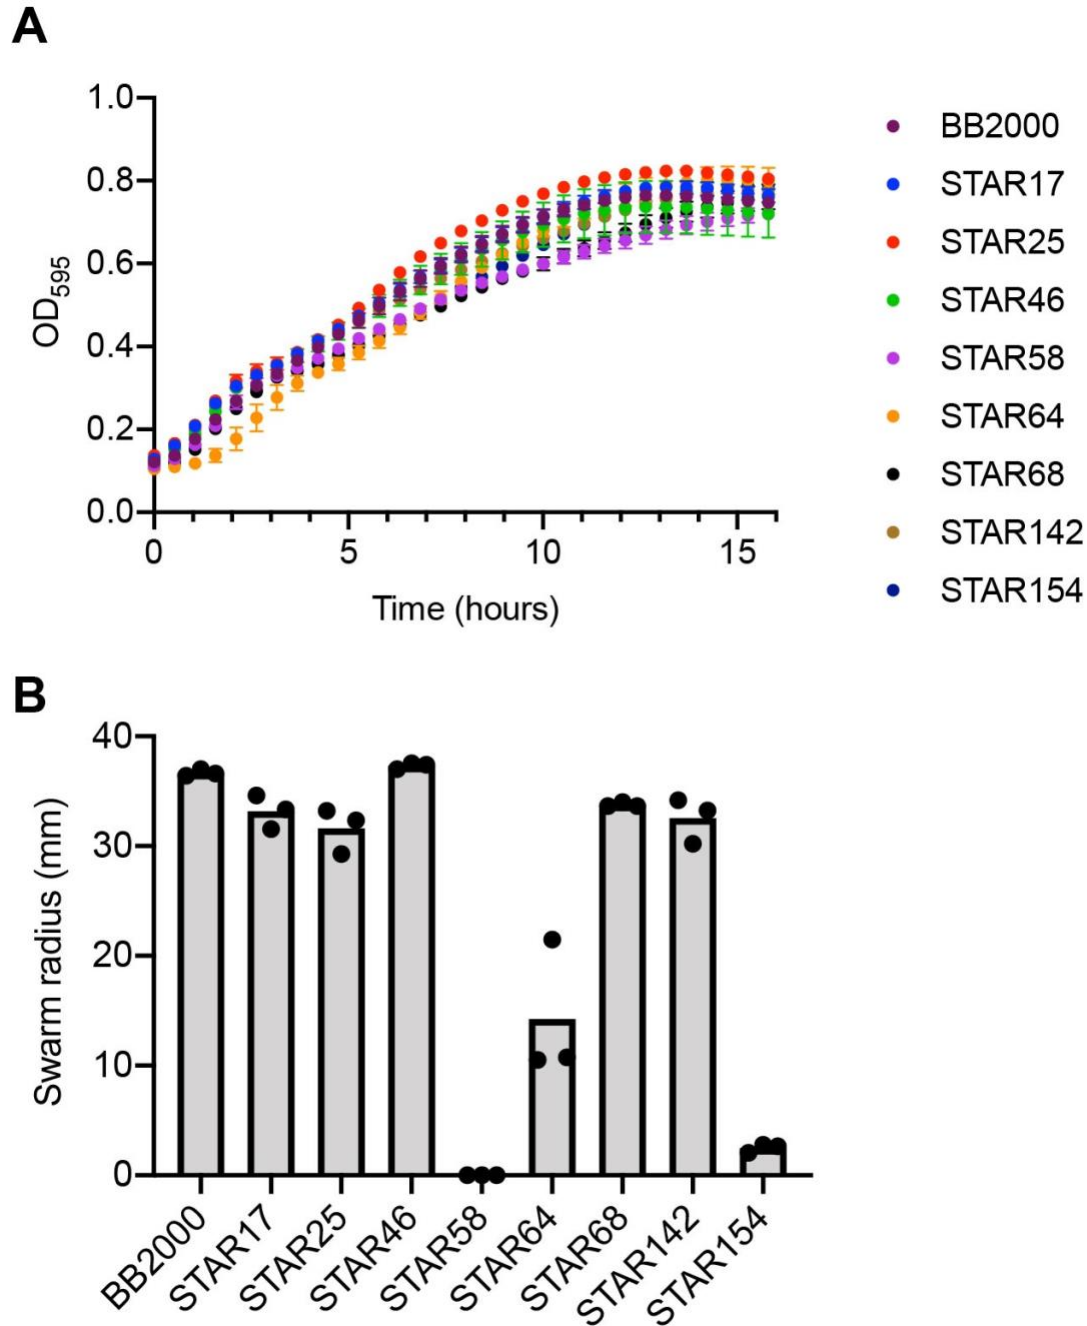 A
1.0
0.8
0.6
0.4
0.2
0.0
OD595
0 5 10 15
Time (hours)
BB2000
STAR17
STAR25
STAR46
STAR58
STAR64
STAR68
STAR142
STAR154
B
40
30
20
10
0
Swarm radius (mm)
BB2000
STAR17
STAR25
STAR46
STAR58
STAR64
STAR68
STAR142
STAR154